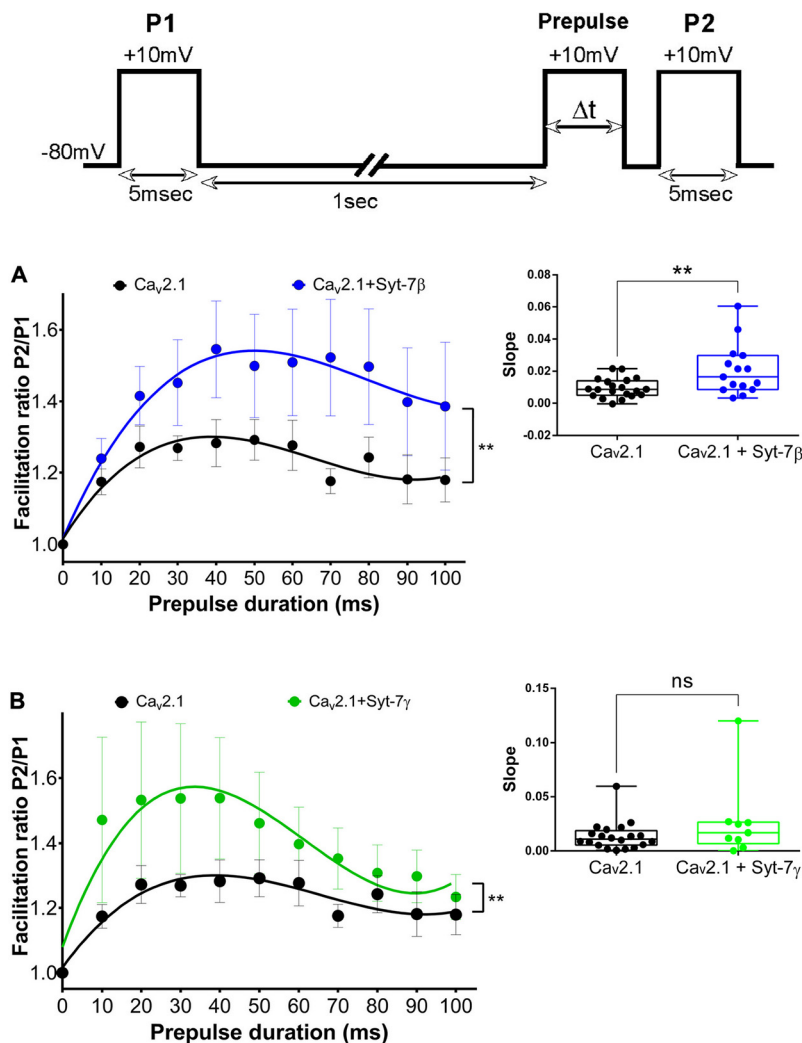 P1 Prepulse P2
+10mV +10mV +10mV
Δt
-80mV
5msec 1sec 5msec
A
Cav2.1 Cav2.1+Syt-7β
Facilitation ratio P2/P1
1.6
1.4
1.2
1.0
**
0 10 20 30 40 50 60 70 80 90 100
Prepulse duration (ms)
**
Slope
0.08
0.06
0.04
0.02
0.00
-0.02
Cav2.1 Cav2.1 + Syt-7β
B
Cav2.1 Cav2.1+Syt-7γ
Facilitation ratio P2/P1
1.6
1.4
1.2
1.0
**
0 10 20 30 40 50 60 70 80 90 100
Prepulse duration (ms)
ns
Slope
0.15
0.10
0.05
0.00
Cav2.1 Cav2.1 + Syt-7γ